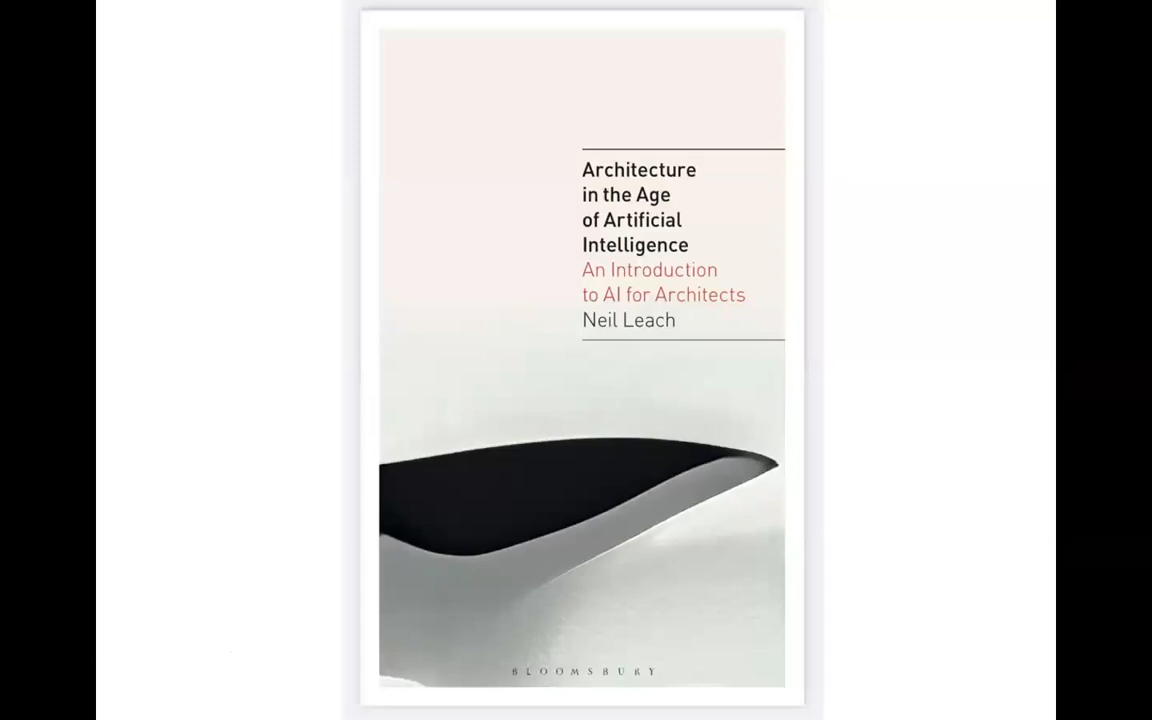 Architecture
in the Age
of Artificial
Intelligence
An Introduction
to AI for Architects
Neil Leach
BLOOMSBURY